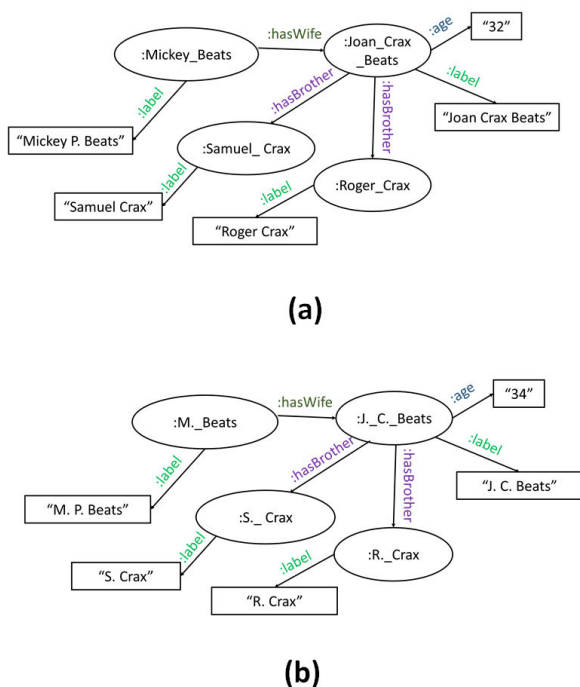 :hasWife
:age
"32"
:Mickey_Beats
:Joan_Crax
_Beats
:label
:hasBrother
:hasBrother
:label
"Joan Crax Beats"
"Mickey P. Beats"
:Samuel_ Crax
:label
:Roger_Crax
"Samuel Crax"
:label
"Roger Crax"
(a)
:hasWife
:age
"34"
:M._Beats
:J._C._Beats
:label
:hasBrother
:hasBrother
:label
"J. C. Beats"
"M. P. Beats"
:S._ Crax
:label
:R._Crax
"S. Crax"
:label
"R. Crax"
(b)